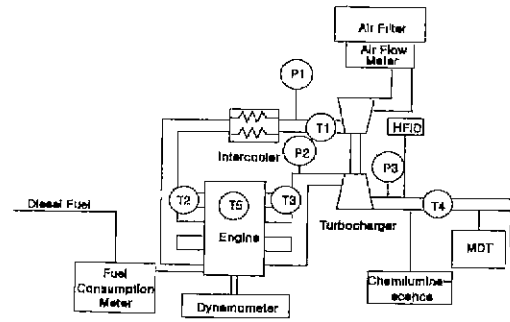 Air Filter
Air Flow
Meter
P1
T1
HFID
Intercooler
P2
P3
T2
T5
T3
T4
Diesel Fuel
Engine
Turbocharger
MDT
Fuel
Consumption
Meter
Chemilumine-
scence
Dynamometer